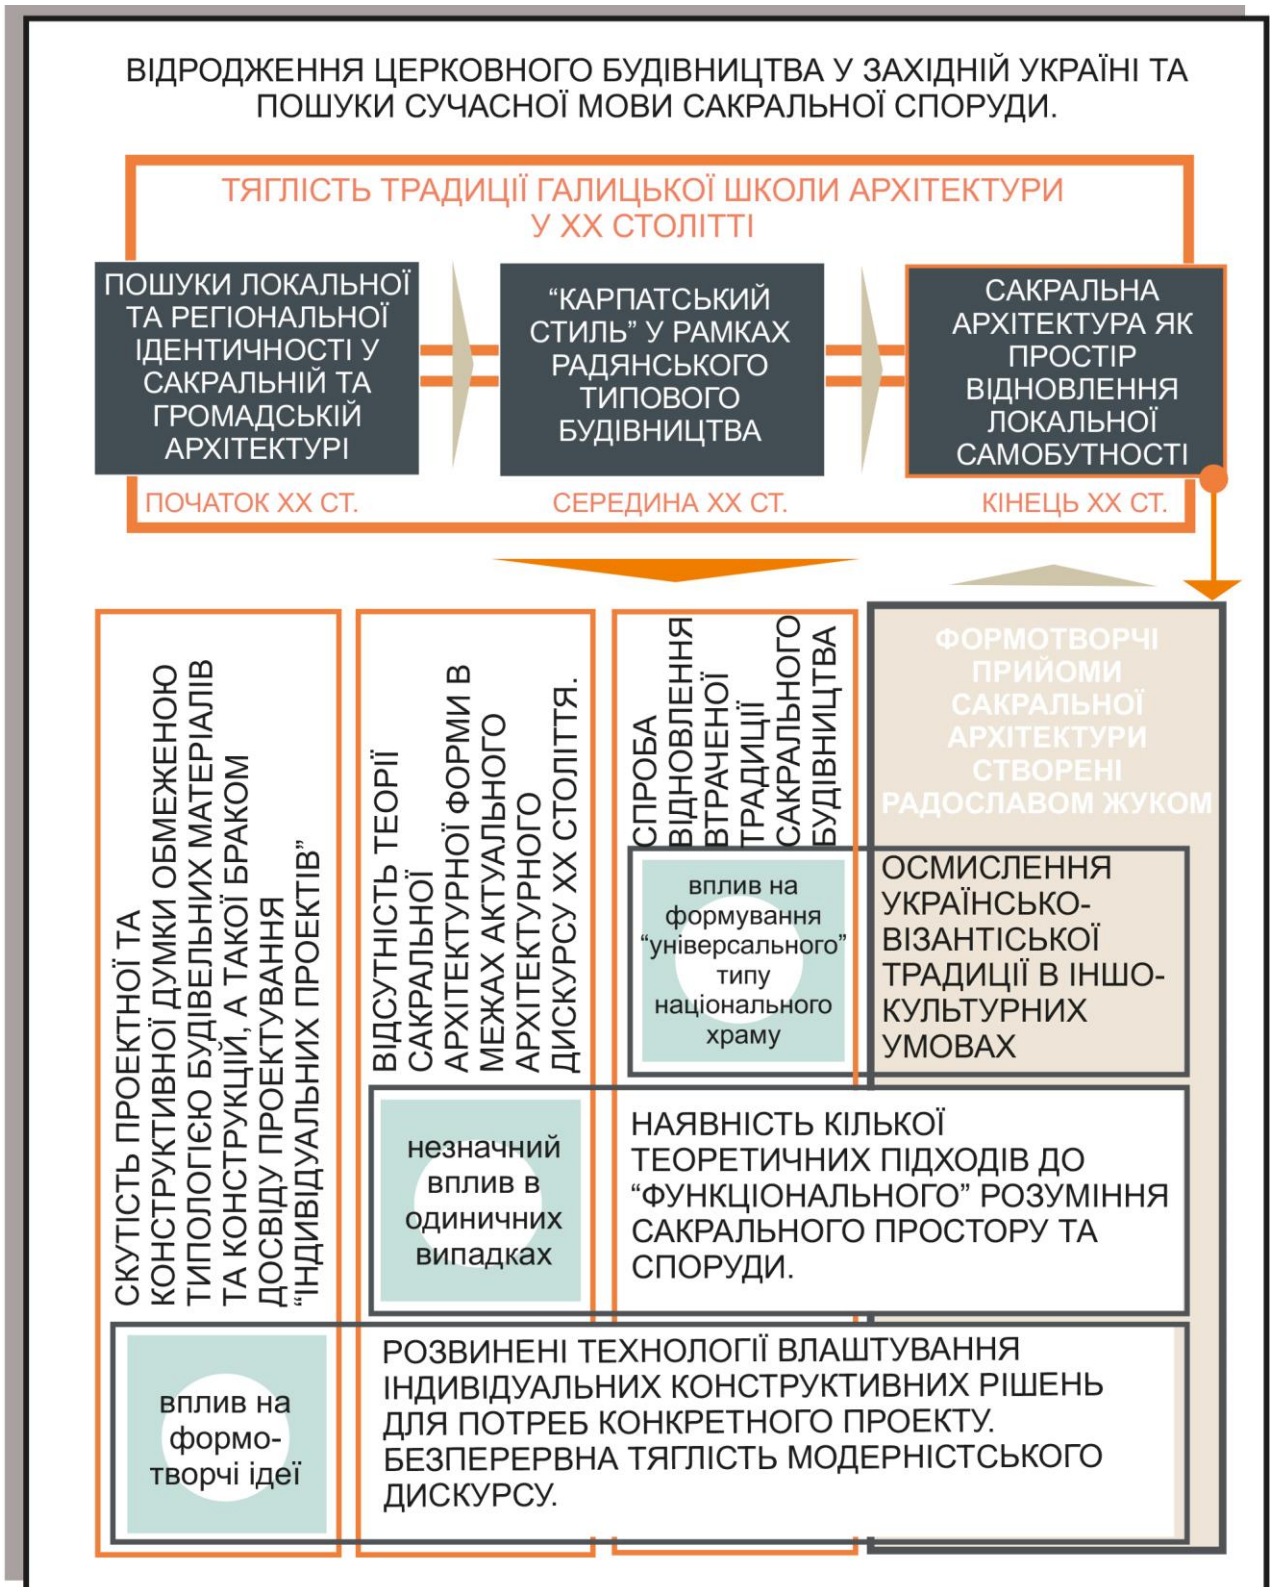 ВІДРОДЖЕННЯ ЦЕРКОВНОГО БУДІВНИЦТВА У ЗАХІДНІЙ УКРАЇНІ ТА
ПОШУКИ СУЧАСНОЇ МОВИ САКРАЛЬНОЇ СПОРУДИ.
ТЯГЛІСТЬ ТРАДИЦІЇ ГАЛИЦЬКОЇ ШКОЛИ АРХІТЕКТУРИ
У ХХ СТОЛІТТІ
ПОШУКИ ЛОКАЛЬНОЇ
ТА РЕГІОНАЛЬНОЇ
ІДЕНТИЧНОСТІ У
САКРАЛЬНІЙ ТА
ГРОМАДСЬКІЙ
АРХІТЕКТУРІ
“КАРПАТСЬКИЙ
СТИЛЬ” У РАМКАХ
РАДЯНСЬКОГО
ТИПОВОГО
БУДІВНИЦТВА
САКРАЛЬНА
АРХІТЕКТУРА ЯК
ПРОСТІР
ВІДНОВЛЕННЯ
ЛОКАЛЬНОЇ
САМОБУТНОСТІ
ПОЧАТОК ХХ СТ.
СЕРЕДИНА ХХ СТ.
КІНЕЦЬ ХХ СТ.
СКУТІСТЬ ПРОЕКТНОЇ ТА
КОНСТРУКТИВНОЇ ДУМКИ ОБМЕЖЕНОЮ
ТИПОЛОГІЄЮ БУДІВЕЛЬНИХ МАТЕРІАЛІВ
ТА КОНСТРУКЦІЙ, А ТАКОЇ БРАКОМ
ДОСВІДУ ПРОЕКТУВАННЯ
“ІНДИВІДУАЛЬНИХ ПРОЕКТІВ”
ВІДСУТНІСТЬ ТЕОРІЇ
САКРАЛЬНОЇ
АРХІТЕКТУРНОЇ ФОРМИ В
МЕЖАХ АКТУАЛЬНОГО
АРХІТЕКТУРНОГО
ДИСКУРСУ ХХ СТОЛІТТЯ.
СПРОБА
ВІДНОВЛЕННЯ
ВТРАЧЕНОЇ
ТРАДИЦІЇ
САКРАЛЬНОГО
БУДІВНИЦТВА
ФОРМОТВОРЧІ
ПРИЙОМИ
САКРАЛЬНОЇ
АРХІТЕКТУРИ
СТВОРЕНІ
РАДОСЛАВОМ ЖУКОМ
вплив на
формування
“універсального”
типу
національного
храму
ОСМИСЛЕННЯ
УКРАЇНСЬКО-
ВІЗАНТІСЬКОЇ
ТРАДИЦІЇ В ІНШО-
КУЛЬТУРНИХ
УМОВАХ
незначний
вплив в
одиничних
випадках
НАЯВНІСТЬ КІЛЬКОЇ
ТЕОРЕТИЧНИХ ПІДХОДІВ ДО
“ФУНКЦІОНАЛЬНОГО” РОЗУМІННЯ
САКРАЛЬНОГО ПРОСТОРУ ТА
СПОРУДИ.
вплив на
формо-
творчі ідеї
РОЗВИНЕНІ ТЕХНОЛОГІЇ ВЛАШТУВАННЯ
ІНДИВІДУАЛЬНИХ КОНСТРУКТИВНИХ РІШЕНЬ
ДЛЯ ПОТРЕБ КОНКРЕТНОГО ПРОЕКТУ.
БЕЗПЕРЕРВНА ТЯГЛІСТЬ МОДЕРНІСТСЬКОГО
ДИСКУРСУ.